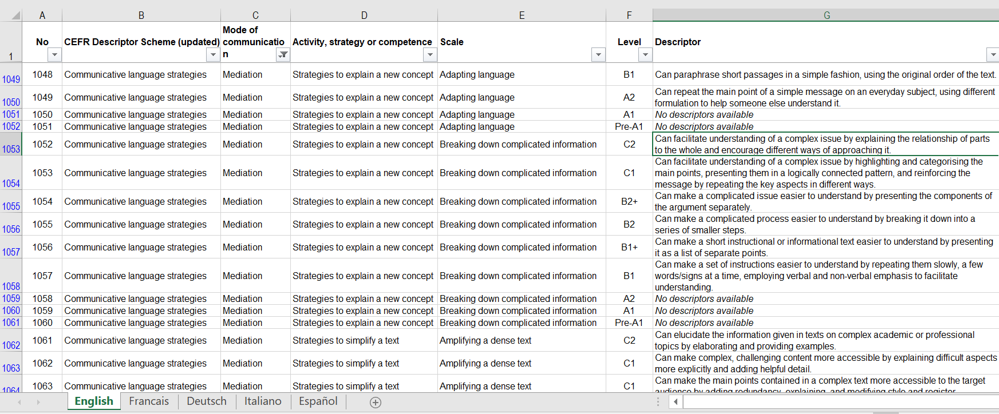 A B C D E F G
1 No CEFR Descriptor Scheme (updated) Mode of communicatio n Activity, strategy or competence Scale Level Descriptor
1049 1048 Communicative language strategies Mediation Strategies to explain a new concept Adapting language B1 Can paraphrase short passages in a simple fashion, using the original order of the text.
1050 1049 Communicative language strategies Mediation Strategies to explain a new concept Adapting language A2 Can repeat the main point of a simple message on an everyday subject, using different
formulation to help someone else understand it.
1051 1050 Communicative language strategies Mediation Strategies to explain a new concept Adapting language A1 No descriptors available
1052 1051 Communicative language strategies Mediation Strategies to explain a new concept Adapting language Pre-A1 No descriptors available
1053 1052 Communicative language strategies Mediation Strategies to explain a new concept Breaking down complicated information C2 Can facilitate understanding of a complex issue by explaining the relationship of parts
to the whole and encourage different ways of approaching it.
1054 1053 Communicative language strategies Mediation Strategies to explain a new concept Breaking down complicated information C1 Can facilitate understanding of a complex issue by highlighting and categorising the
main points, presenting them in a logically connected pattern, and reinforcing the
message by repeating the key aspects in different ways.
1055 1054 Communicative language strategies Mediation Strategies to explain a new concept Breaking down complicated information B2+ Can make a complicated issue easier to understand by presenting the components of
the argument separately.
1056 1055 Communicative language strategies Mediation Strategies to explain a new concept Breaking down complicated information B2 Can make a complicated process easier to understand by breaking it down into a
series of smaller steps.
1057 1056 Communicative language strategies Mediation Strategies to explain a new concept Breaking down complicated information B1+ Can make a short instructional or informational text easier to understand by presenting
it as a list of separate points.
1058 1057 Communicative language strategies Mediation Strategies to explain a new concept Breaking down complicated information B1 Can make a set of instructions easier to understand by repeating them slowly, a few
words/signs at a time, employing verbal and non-verbal emphasis to facilitate
understanding.
1059 1058 Communicative language strategies Mediation Strategies to explain a new concept Breaking down complicated information A2 No descriptors available
1060 1059 Communicative language strategies Mediation Strategies to explain a new concept Breaking down complicated information A1 No descriptors available
1061 1060 Communicative language strategies Mediation Strategies to explain a new concept Breaking down complicated information Pre-A1 No descriptors available
1062 1061 Communicative language strategies Mediation Strategies to simplify a text Amplifying a dense text C2 Can elucidate the information given in texts on complex academic or professional
topics by elaborating and providing examples.
1063 1062 Communicative language strategies Mediation Strategies to simplify a text Amplifying a dense text C1 Can make complex, challenging content more accessible by explaining difficult aspects
more explicitly and adding helpful detail.
1064 1063 Communicative language strategies Mediation Strategies to simplify a text Amplifying a dense text C1 Can make the main points contained in a complex text more accessible to the target
audience by adding redundancy, explaining, and modifying style and register.
English Francais Deutsch Italiano Español